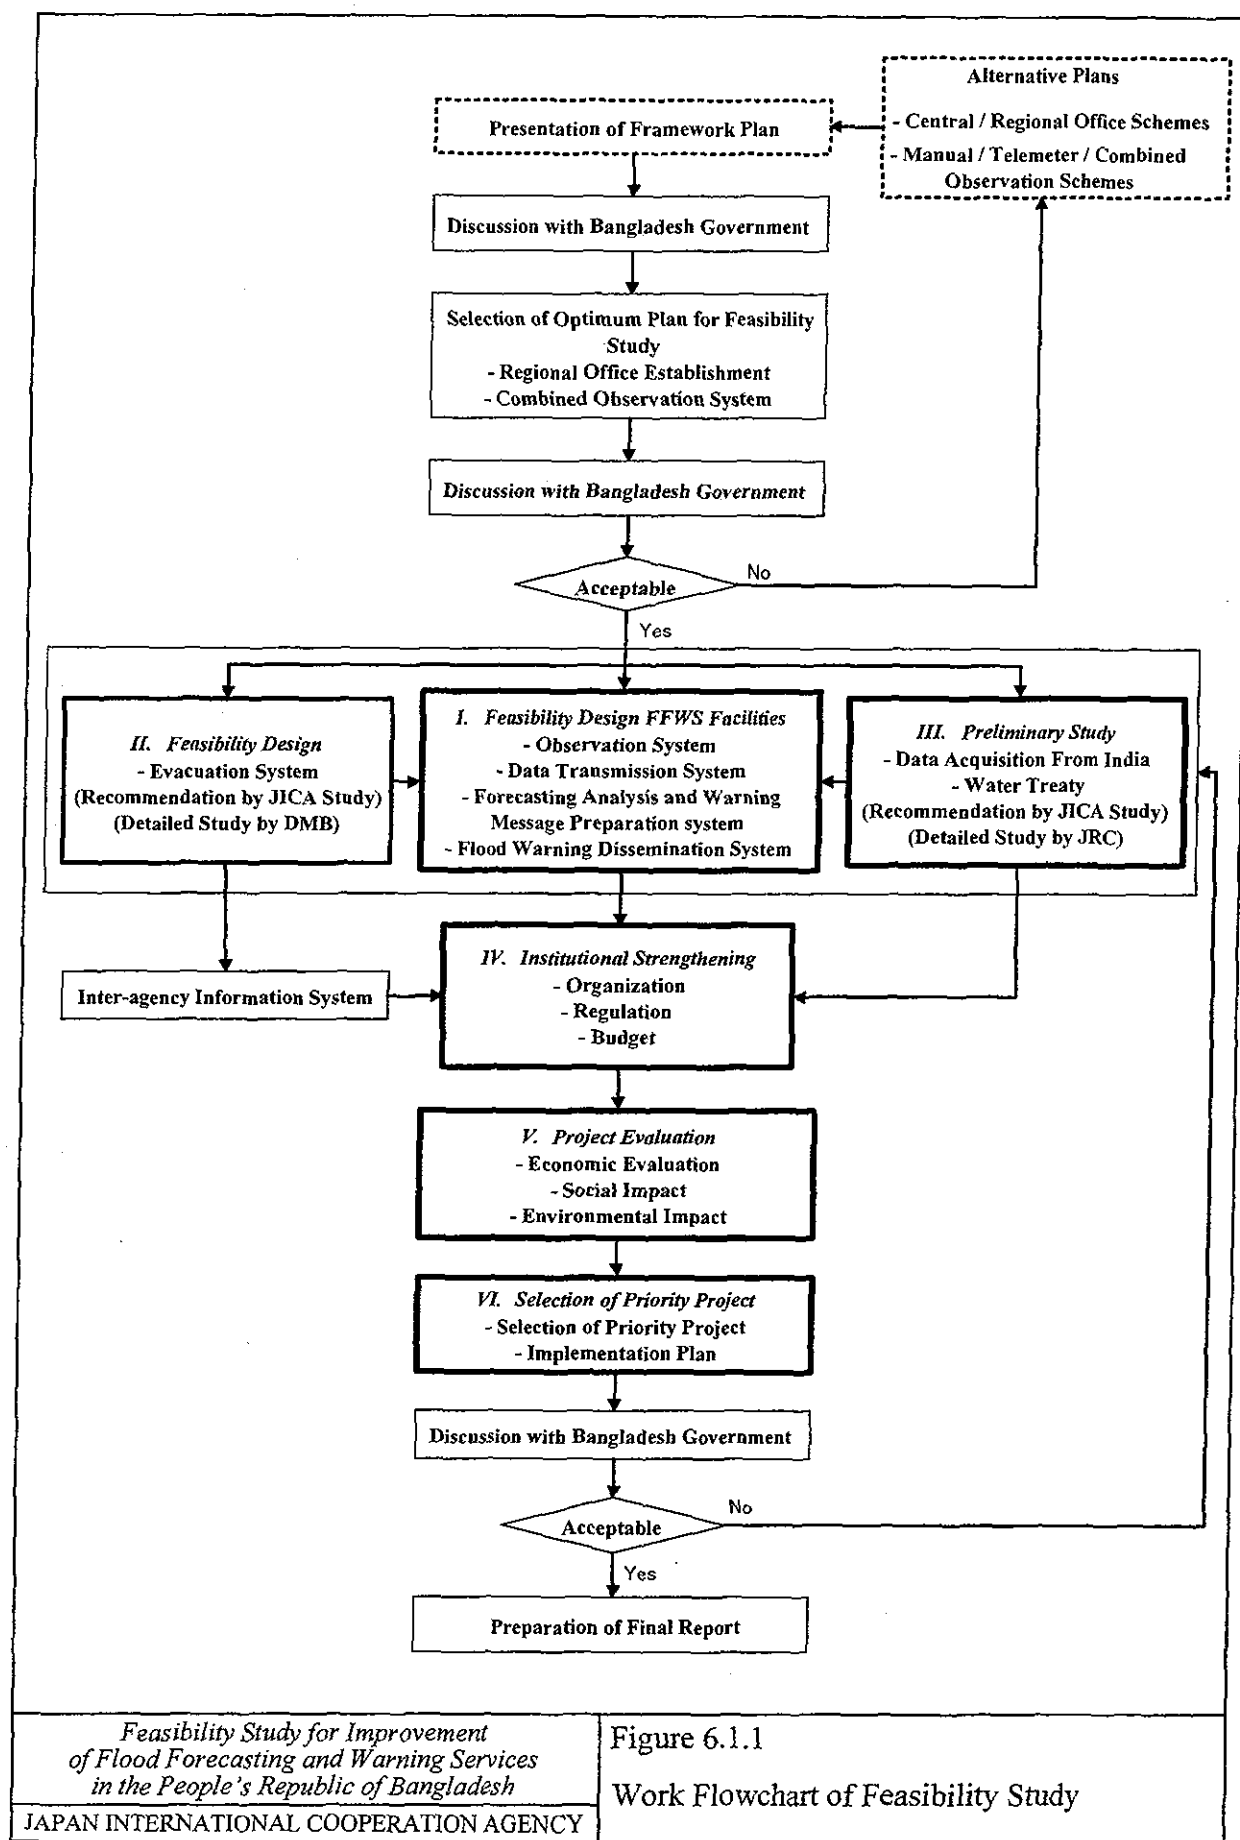 Alternative Plans
- Central / Regional Office Schemes
- Manual / Telemeter / Combined
Observation Schemes
Presentation of Framework Plan
Discussion with Bangladesh Government
Selection of Optimum Plan for Feasibility
Study
- Regional Office Establishment
- Combined Observation System
Discussion with Bangladesh Government
Acceptable
No
Yes
II. Feasibility Design
- Evacuation System
(Recommendation by JICA Study)
(Detailed Study by DMB)
I. Feasibility Design FFWS Facilities
- Observation System
- Data Transmission System
- Forecasting Analysis and Warning
Message Preparation system
- Flood Warning Dissemination System
III. Preliminary Study
- Data Acquisition From India
- Water Treaty
(Recommendation by JICA Study)
(Detailed Study by JRC)
Inter-agency Information System
IV. Institutional Strengthening
- Organization
- Regulation
- Budget
V. Project Evaluation
- Economic Evaluation
- Social Impact
- Environmental Impact
VI. Selection of Priority Project
- Selection of Priority Project
- Implementation Plan
Discussion with Bangladesh Government
Acceptable
No
Yes
Preparation of Final Report
Feasibility Study for Improvement
of Flood Forecasting and Warning Services
in the People's Republic of Bangladesh
JAPAN INTERNATIONAL COOPERATION AGENCY
Figure 6.1.1
Work Flowchart of Feasibility Study